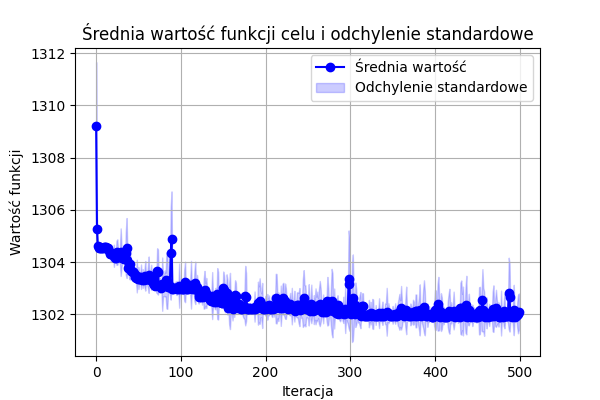 Średnia wartość funkcji celu i odchylenie standardowe
1312
1310
1308
1306
1304
1302
Wartość funkcji
Średnia wartość
Odchylenie standardowe
0 100 200 300 400 500
Iteracja